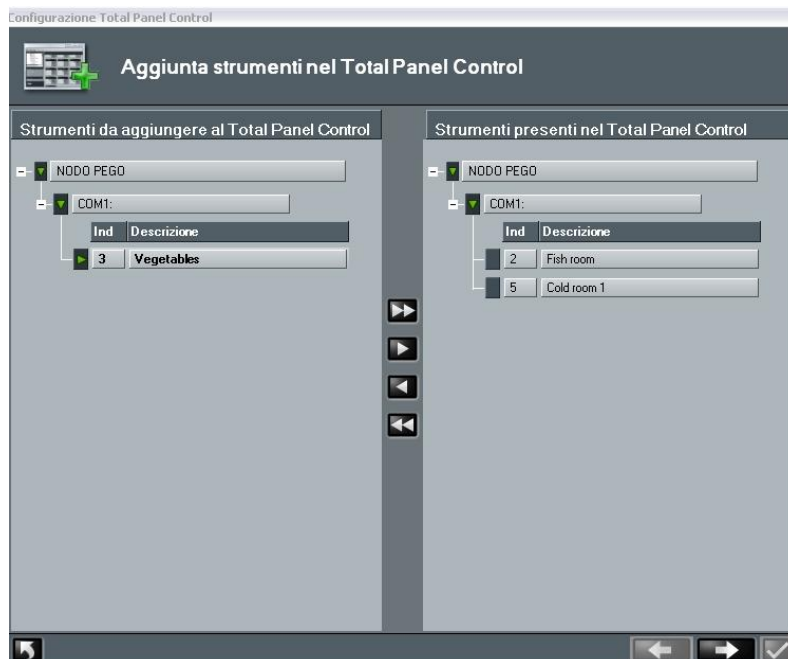 Configurazione Total Panel Control
Aggiunta strumenti nel Total Panel Control
Strumenti da aggiungere al Total Panel Control
NODO PEGO
COM1:
Ind Descrizione
3 Vegetables
Strumenti presenti nel Total Panel Control
NODO PEGO
COM1:
Ind Descrizione
2 Fish room
5 Cold room 1